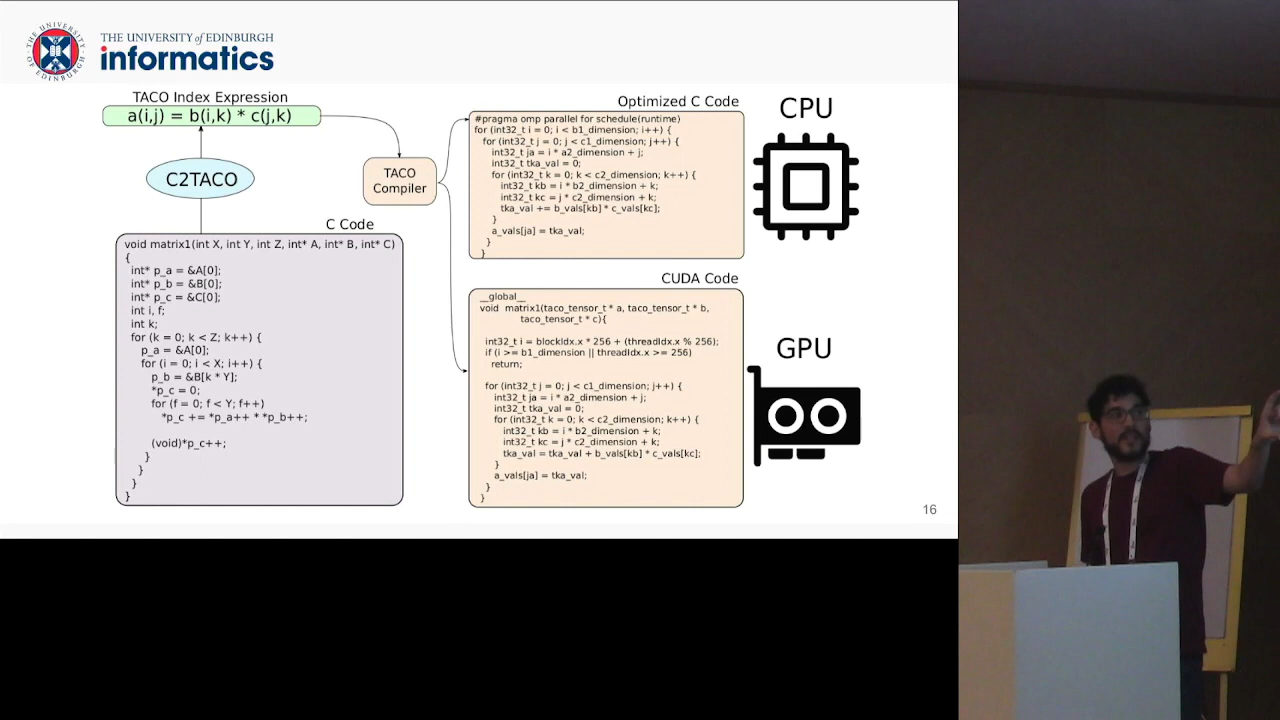 THE UNIVERSITY of EDINBURGH
informatics
THE UNIVERSITY OF EDINBURGH
TACO Index Expression
a(i,j) = b(i,k) * c(j,k)
C2TACO
TACO
Compiler
C Code
void matrix1(int X, int Y, int Z, int* A, int* B, int* C)
{
int* p_a = &A[0];
int* p_b = &B[0];
int* p_c = &C[0];
int i, f;
int k;
for (k = 0; k < Z; k++) {
p_a = &A[0];
for (i = 0; i < X; i++) {
p_b = &B[k * Y];
*p_c = 0;
for (f = 0; f < Y; f++)
*p_c += *p_a++ * *p_b++;
(void)*p_c++;
}
}
}
}
Optimized C Code
#pragma omp parallel for schedule(runtime)
for (int32_t i = 0; i < b1_dimension; i++) {
for (int32_t j = 0; j < c1_dimension; j++) {
int32_t ja = i * a2_dimension + j;
int32_t tka_val = 0;
for (int32_t k = 0; k < c2_dimension; k++) {
int32_t kb = i * b2_dimension + k;
int32_t kc = j * c2_dimension + k;
tka_val += b_vals[kb] * c_vals[kc];
}
a_vals[ja] = tka_val;
}
}
CPU
CUDA Code
__global__
void matrix1(taco_tensor_t * a, taco_tensor_t * b,
taco_tensor_t * c){
int32_t i = blockIdx.x * 256 + (threadIdx.x % 256);
if (i >= b1_dimension || threadIdx.x >= 256)
return;
for (int32_t j = 0; j < c1_dimension; j++) {
int32_t ja = i * a2_dimension + j;
int32_t tka_val = 0;
for (int32_t k = 0; k < c2_dimension; k++) {
int32_t kb = i * b2_dimension + k;
int32_t kc = j * c2_dimension + k;
tka_val = tka_val + b_vals[kb] * c_vals[kc];
}
a_vals[ja] = tka_val;
}
}
GPU
16